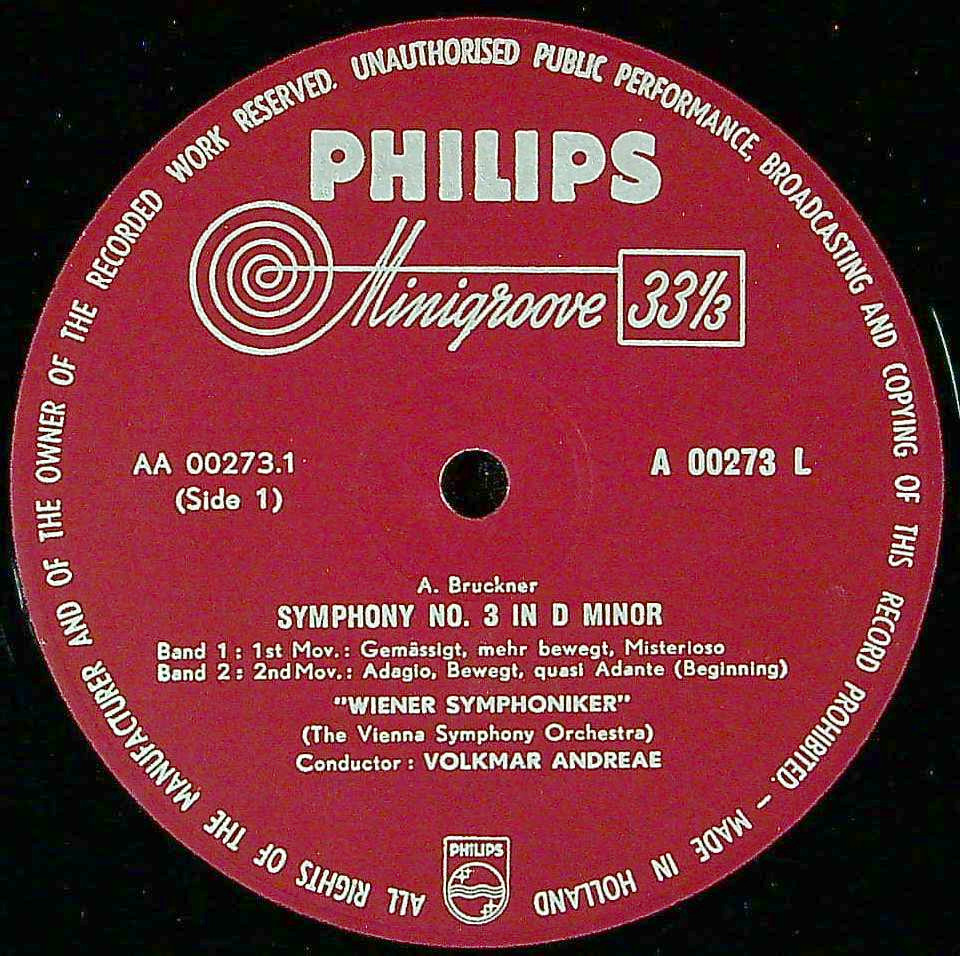 ALL RIGHTS OF THE MANUFACTURER AND OF THE OWNER OF THE RECORDED WORK RESERVED. UNAUTHORISED PUBLIC PERFORMANCE, BROADCASTING AND COPYING OF THIS RECORD PROHIBITED. – MADE IN HOLLAND
PHILIPS
Minigroove 33 1/3
AA 00273.1
(Side 1)
A 00273 L
A. Bruckner
SYMPHONY NO. 3 IN D MINOR
Band 1 : 1st Mov. : Gemässigt, mehr bewegt, Misterioso
Band 2 : 2nd Mov. : Adagio, Bewegt, quasi Adante (Beginning)
"WIENER SYMPHONIKER"
(The Vienna Symphony Orchestra)
Conductor : VOLKMAR ANDREAE
PHILIPS